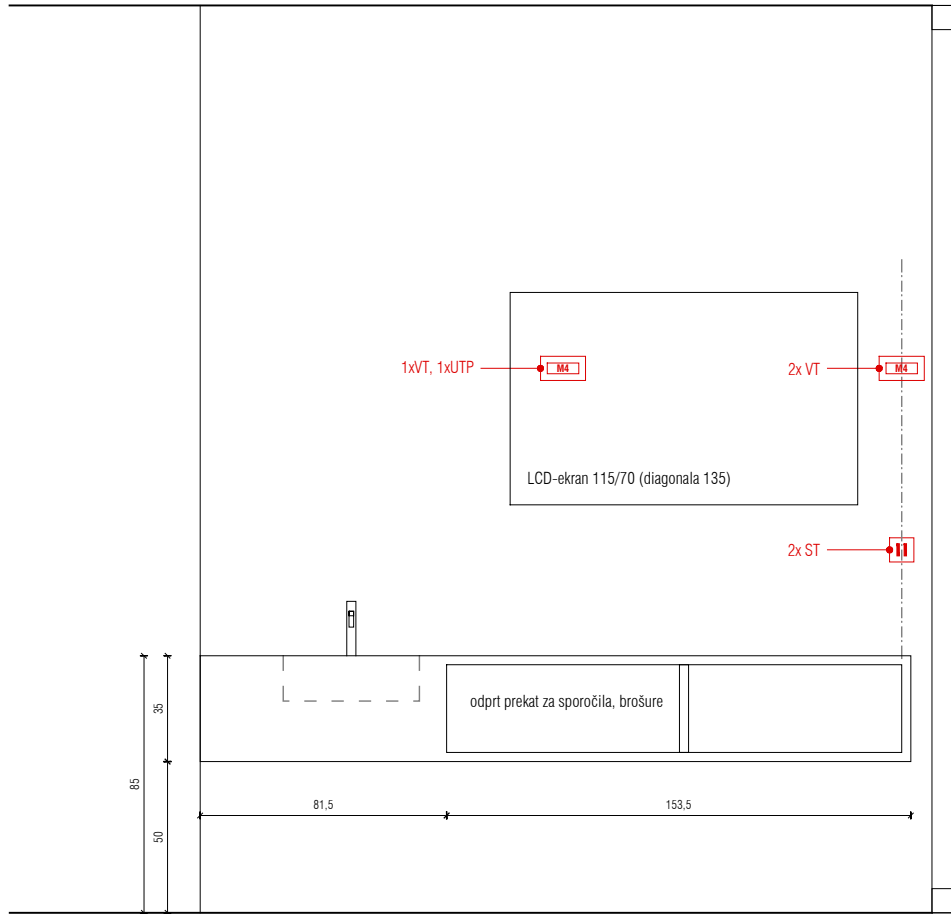 1xVT, 1xUTP
M4
2x VT
M4
LCD-ekran 115/70 (diagonala 135)
2x ST
odprt prekat za sporočila, brošure
35
85
81,5
153,5
50